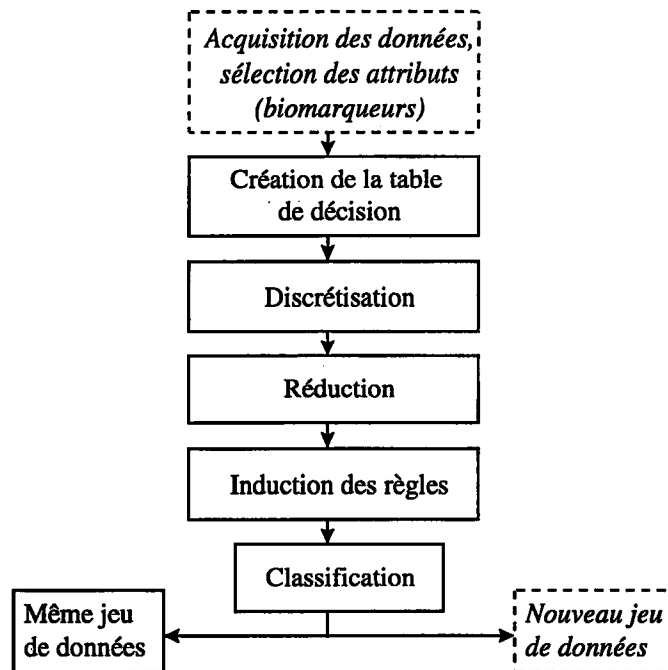 Acquisition des données,
sélection des attributs
(biomarqueurs)
Création de la table
de décision
Discrétisation
Réduction
Induction des règles
Classification
Même jeu
de données
Nouveau jeu
de données